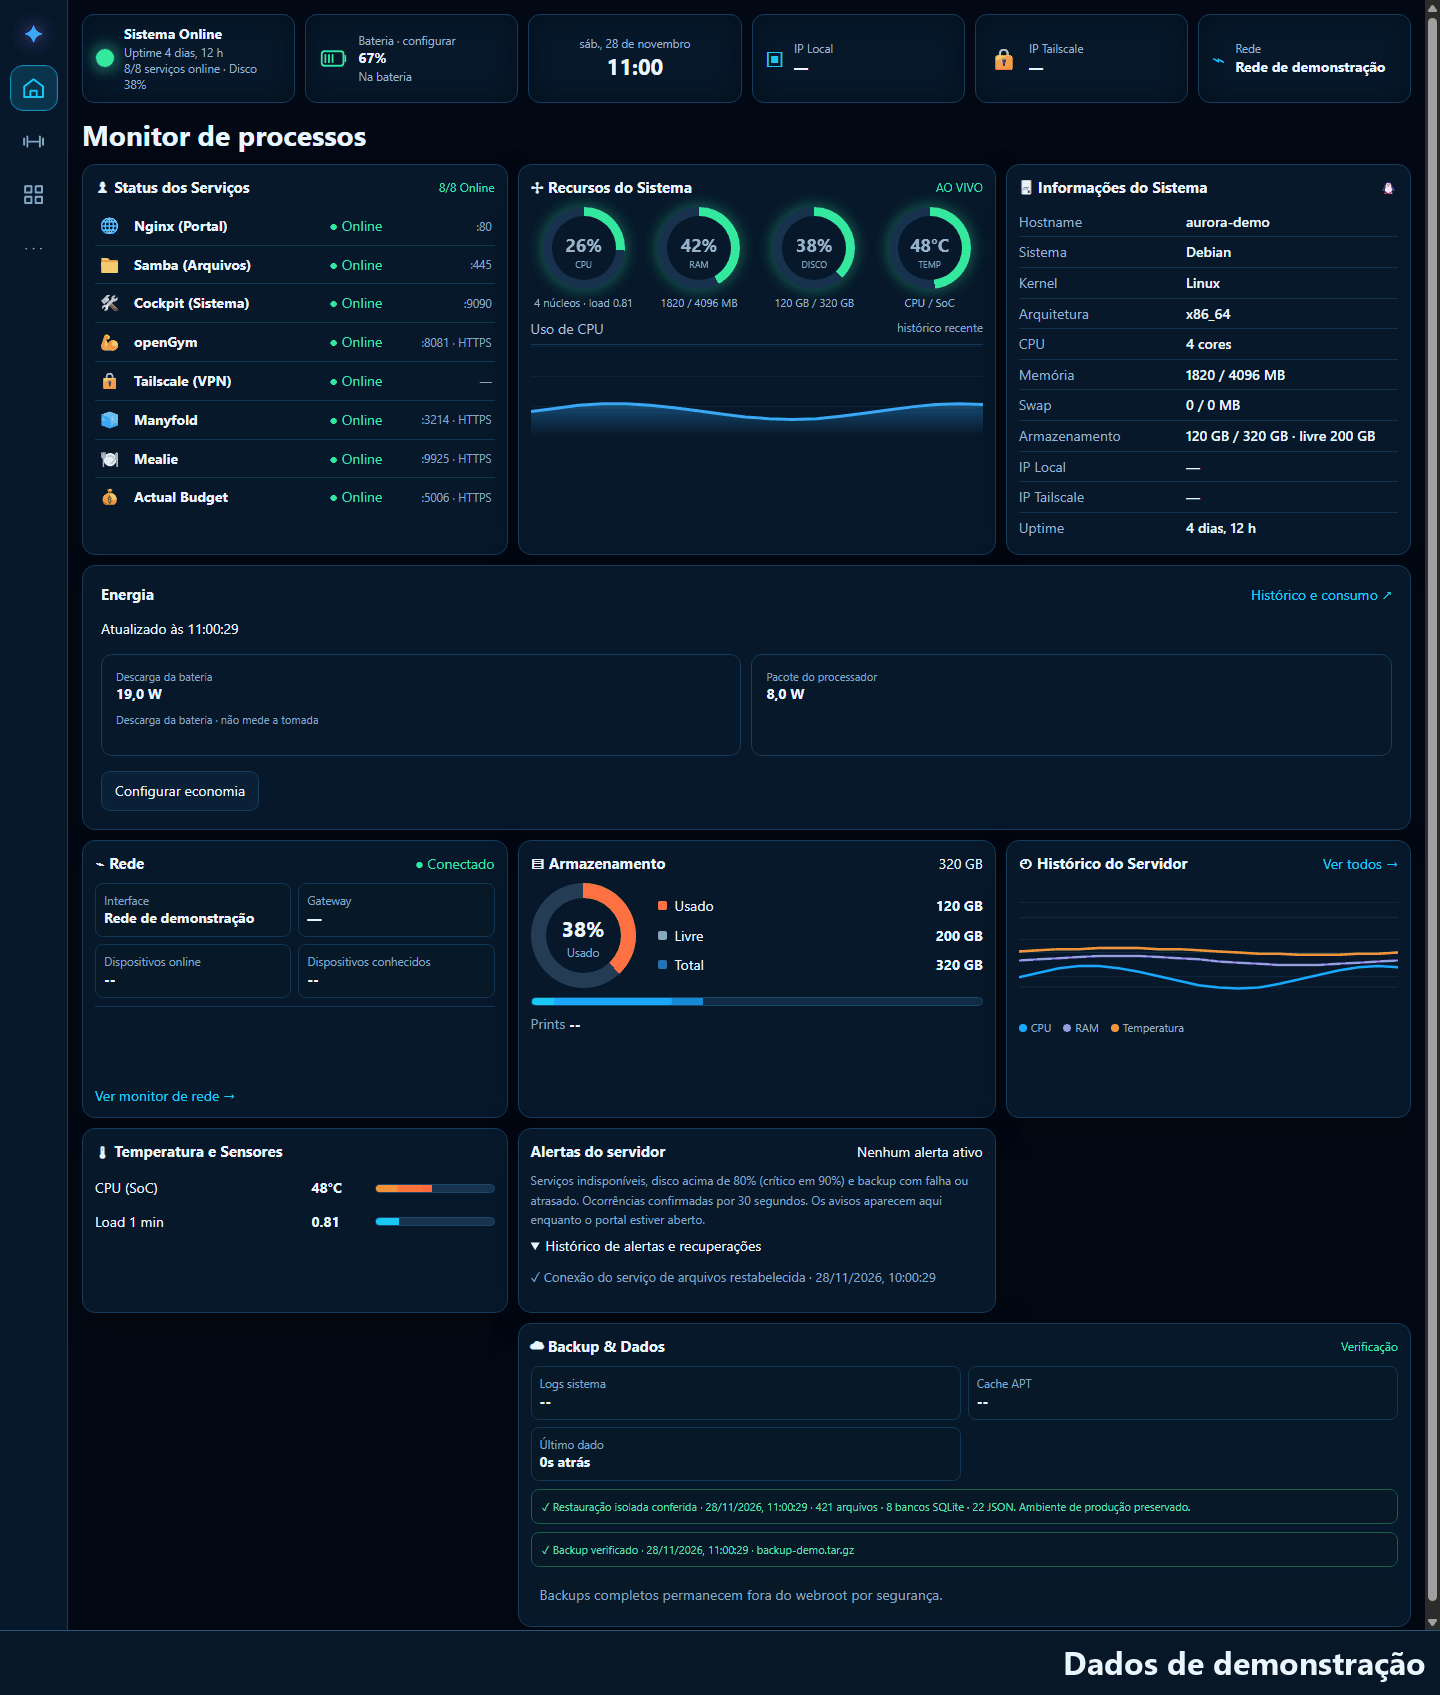 Sistema Online
Uptime 4 dias, 12 h
8/8 serviços online · Disco
38%
Bateria · configurar
67%
Na bateria
sáb., 28 de novembro
11:00
IP Local
—
IP Tailscale
—
Rede
Rede de demonstração
Monitor de processos
Status dos Serviços
8/8 Online
Nginx (Portal) ● Online :80
Samba (Arquivos) ● Online :445
Cockpit (Sistema) ● Online :9090
openGym ● Online :8081 · HTTPS
Tailscale (VPN) ● Online —
Manyfold ● Online :3214 · HTTPS
Mealie ● Online :9925 · HTTPS
Actual Budget ● Online :5006 · HTTPS
Recursos do Sistema
AO VIVO
26%
CPU
4 núcleos · load 0.81
42%
RAM
1820 / 4096 MB
38%
DISCO
120 GB / 320 GB
48°C
TEMP
CPU / SoC
Uso de CPU
histórico recente
Informações do Sistema
Hostname aurora-demo
Sistema Debian
Kernel Linux
Arquitetura x86_64
CPU 4 cores
Memória 1820 / 4096 MB
Swap 0 / 0 MB
Armazenamento 120 GB / 320 GB · livre 200 GB
IP Local —
IP Tailscale —
Uptime 4 dias, 12 h
Energia
Histórico e consumo ↗
Atualizado às 11:00:29
Descarga da bateria
19,0 W
Descarga da bateria · não mede a tomada
Pacote do processador
8,0 W
Configurar economia
Rede
● Conectado
Interface
Rede de demonstração
Gateway
—
Dispositivos online
--
Dispositivos conhecidos
--
Ver monitor de rede →
Armazenamento
320 GB
38%
Usado
Usado 120 GB
Livre 200 GB
Total 320 GB
Prints --
Histórico do Servidor
Ver todos →
CPU RAM Temperatura
Temperatura e Sensores
CPU (SoC) 48°C
Load 1 min 0.81
Alertas do servidor
Nenhum alerta ativo
Serviços indisponíveis, disco acima de 80% (crítico em 90%) e backup com falha ou
atrasado. Ocorrências confirmadas por 30 segundos. Os avisos aparecem aqui
enquanto o portal estiver aberto.
▼ Histórico de alertas e recuperações
✓ Conexão do serviço de arquivos restabelecida · 28/11/2026, 10:00:29
Backup & Dados
Verificação
Logs sistema
--
Cache APT
--
Último dado
0s atrás
✓ Restauração isolada conferida · 28/11/2026, 11:00:29 · 421 arquivos · 8 bancos SQLite · 22 JSON. Ambiente de produção preservado.
✓ Backup verificado · 28/11/2026, 11:00:29 · backup-demo.tar.gz
Backups completos permanecem fora do webroot por segurança.
Dados de demonstração